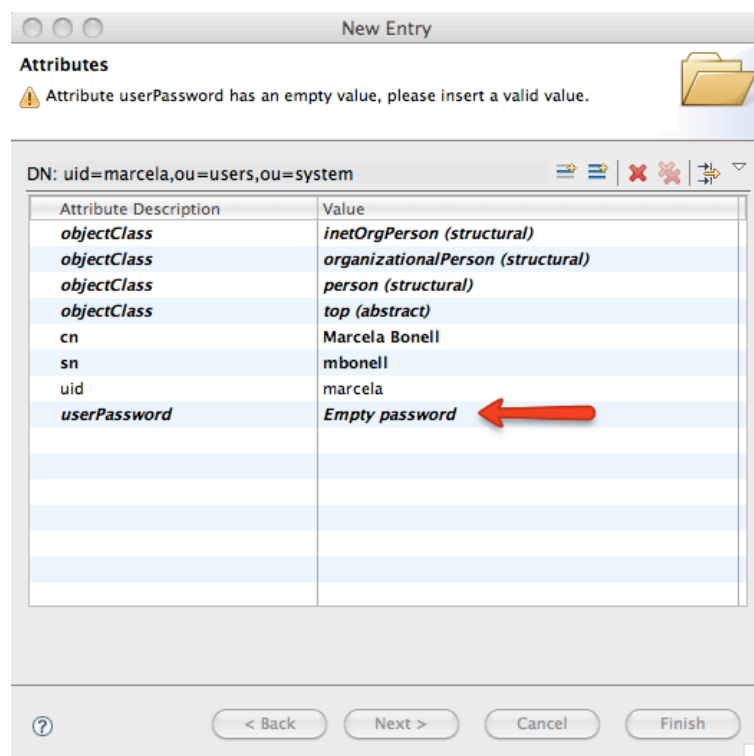 New Entry
Attributes
Attribute userPassword has an empty value, please insert a valid value.
DN: uid=marcela,ou=users,ou=system
Attribute Description Value
objectClass inetOrgPerson (structural)
objectClass organizationalPerson (structural)
objectClass person (structural)
objectClass top (abstract)
cn Marcela Bonell
sn mbonell
uid marcela
userPassword Empty password
? < Back Next > Cancel Finish